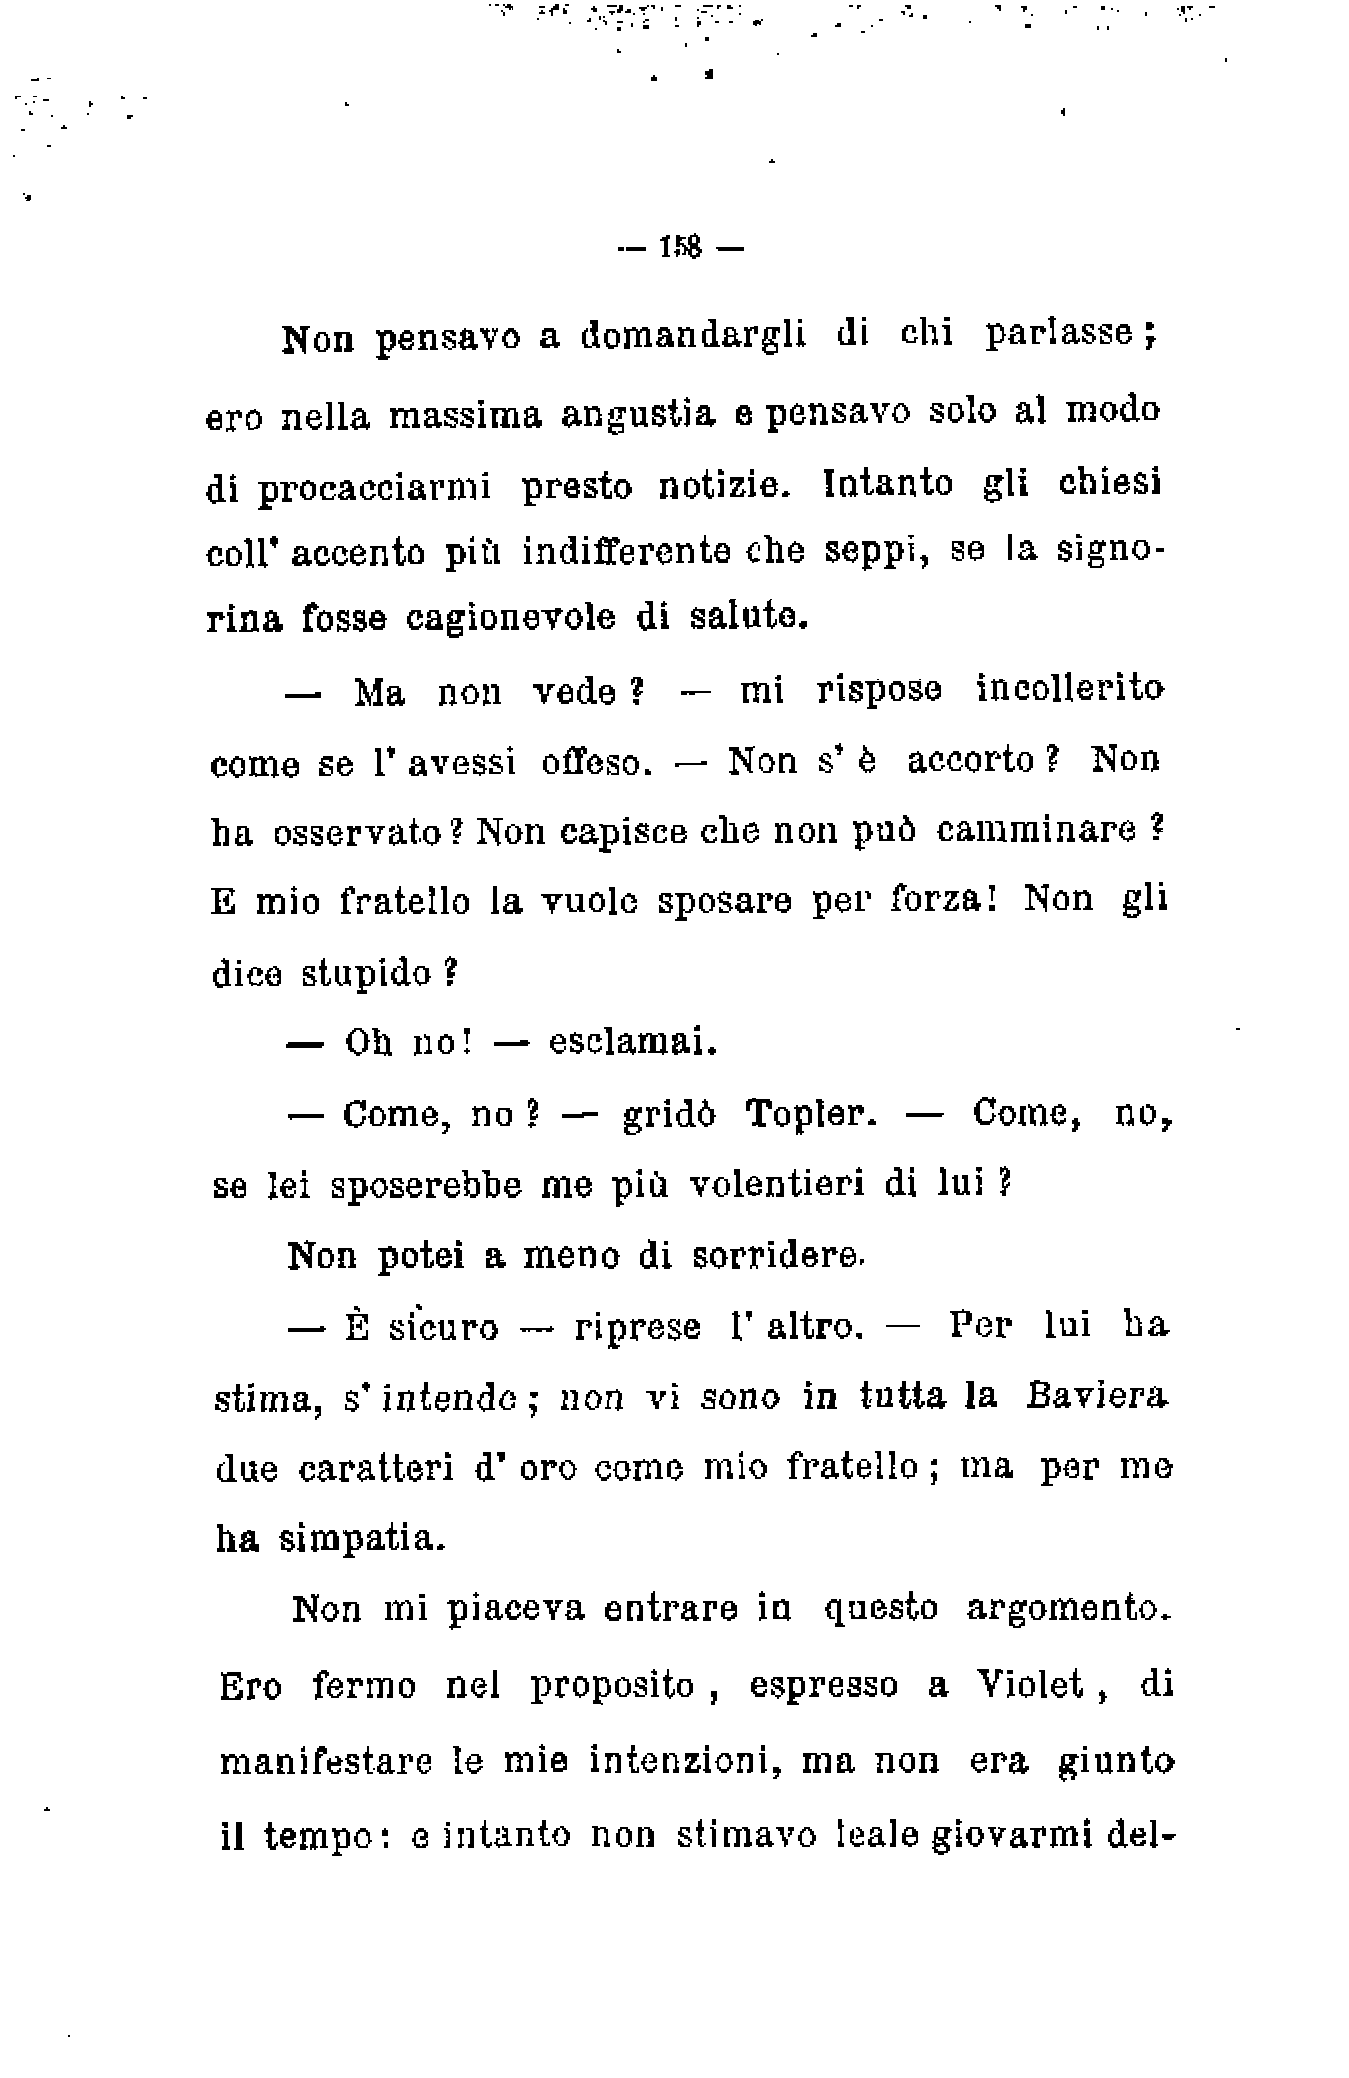 — 158 —
Non pensavo a domandargli di chi parlasse ;
ero nella massima angustia e pensavo solo al modo
di procacciarmi presto notizie. Intanto gli chiesi
coll' accento più indifferente che seppi, se la signo-
rina fosse cagionevole di salute.
— Ma non vede ? — mi rispose incollerito
come se l' avessi offeso. — Non s' è accorto ? Non
ha osservato ? Non capisce che non può camminare ?
E mio fratello la vuole sposare per forza! Non gli
dice stupido ?
— Oh no! — esclamai.
— Come, no ? — gridò Topler. — Come, no,
se lei sposerebbe me più volentieri di lui ?
Non potei a meno di sorridere.
— È sicuro — riprese l' altro. — Per lui ha
stima, s' intende ; non vi sono in tutta la Baviera
due caratteri d' oro come mio fratello ; ma per me
ha simpatia.
Non mi piaceva entrare in questo argomento.
Ero fermo nel proposito , espresso a Violet , di
manifestare le mie intenzioni, ma non era giunto
il tempo : e intanto non stimavo leale giovarmi del-